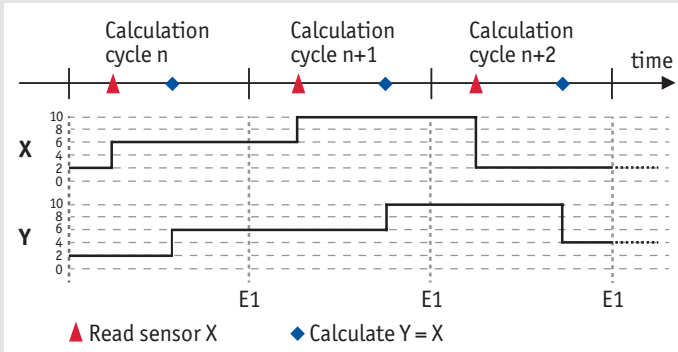 Calculation cycle n
Calculation cycle n+1
Calculation cycle n+2
time
X
10
8
6
4
2
0
Y
10
8
6
4
2
0
E1
E1
E1
Read sensor X
Calculate Y = X